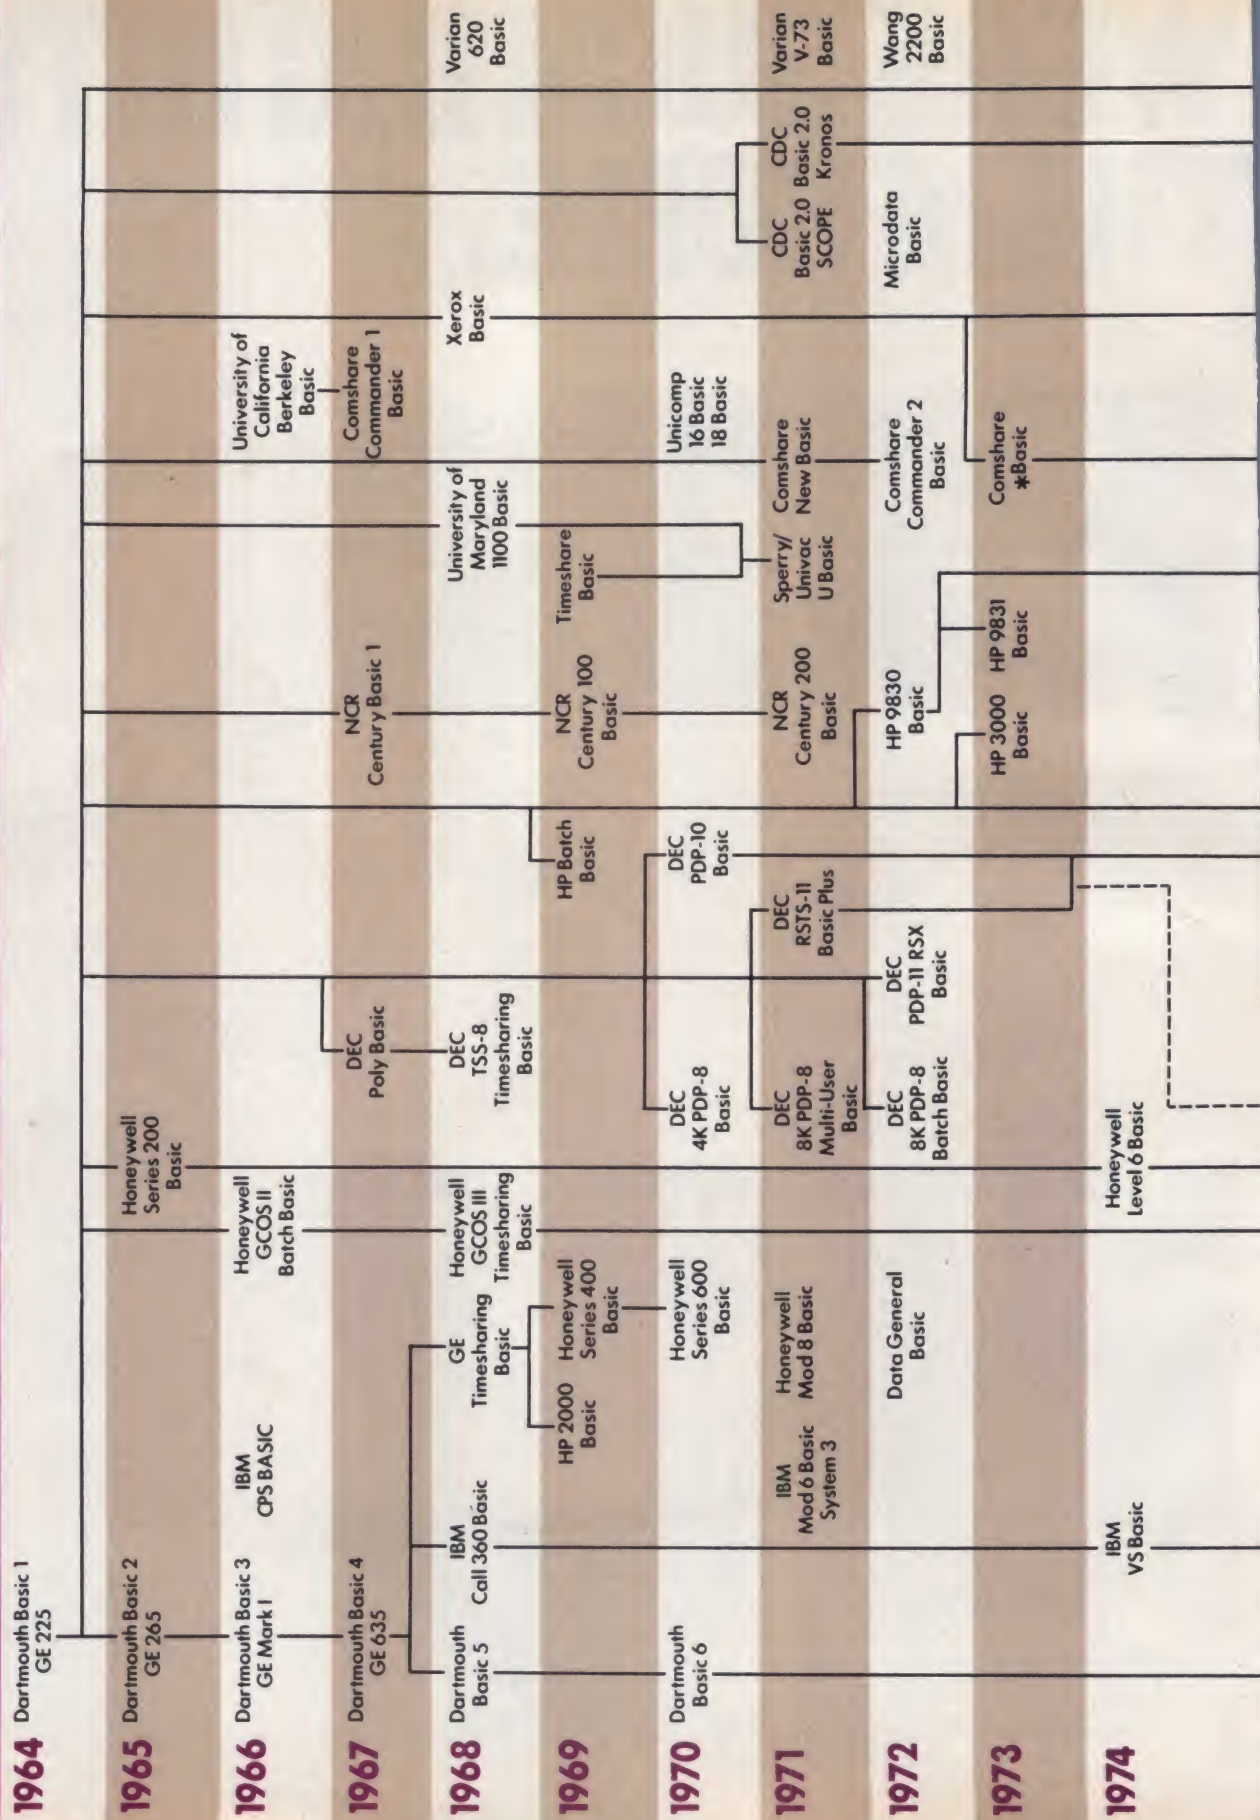 1964
Dartmouth Basic 1
GE 225
1965
Dartmouth Basic 2
GE 265
Honeywell
Series 200
Basic
1966
Dartmouth Basic 3
GE Mark I
IBM
CPS BASIC
Honeywell
GCOS II
Batch Basic
University of
California
Berkeley
Basic
1967
Dartmouth Basic 4
GE 635
DEC
Poly Basic
NCR
Century Basic 1
Comshare
Commander 1
Basic
1968
Dartmouth
Basic 5
IBM
Call 360 Basic
GE
Timesharing
Basic
Honeywell
GCOS III
Timesharing
Basic
DEC
TSS-8
Timesharing
Basic
University of
Maryland
1100 Basic
Xerox
Basic
Varian
620
Basic
1969
HP 2000
Basic
Honeywell
Series 400
Basic
HP Batch
Basic
NCR
Century 100
Basic
Timeshare
Basic
1970
Dartmouth
Basic 6
Honeywell
Series 600
Basic
DEC
4K PDP-8
Basic
DEC
PDP-10
Basic
Unicomp
16 Basic
18 Basic
1971
IBM
Mod 6 Basic
System 3
Honeywell
Mod 8 Basic
DEC
8K PDP-8
Multi-User
Basic
DEC
RSTS-11
Basic Plus
NCR
Century 200
Basic
Sperry/
Univac
U Basic
Comshare
New Basic
CDC
Basic 2.0
SCOPE
CDC
Basic 2.0
Kronos
Varian
V-73
Basic
1972
Data General
Basic
DEC
8K PDP-8
Batch Basic
DEC
PDP-11 RSX
Basic
HP 9830
Basic
Comshare
Commander 2
Basic
Microdata
Basic
Wang
2200
Basic
1973
HP 3000
Basic
HP 9831
Basic
Comshare
*Basic
1974
IBM
VS Basic
Honeywell
Level 6 Basic